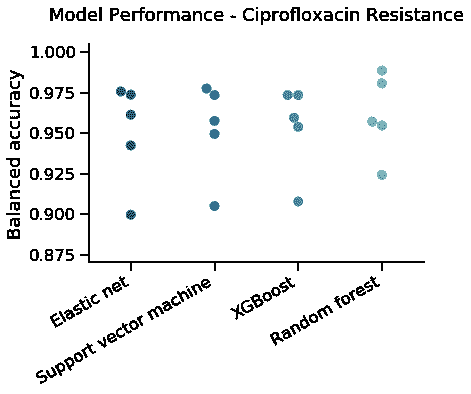 Model Performance - Ciprofloxacin Resistance
Balanced accuracy
1.000
0.975
0.950
0.925
0.900
0.875
Elastic net
Support vector machine
XGBoost
Random forest